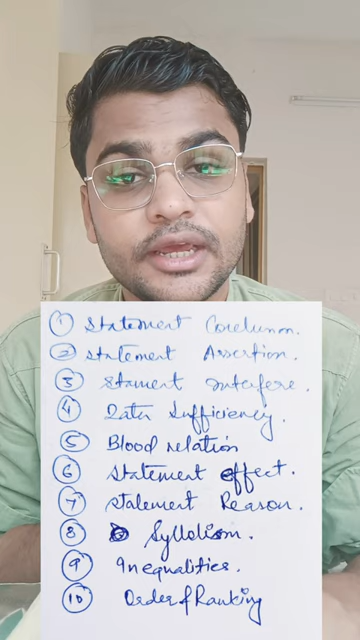 ① Statement Conclusion.
② Statement Assertion.
③ Stament Interfere.
④ Data Sufficiency.
⑤ Blood relation
⑥ Statement effect.
⑦ Statement Reason.
⑧ Syllolism.
⑨ Inequalities.
⑩ Order of Ranking